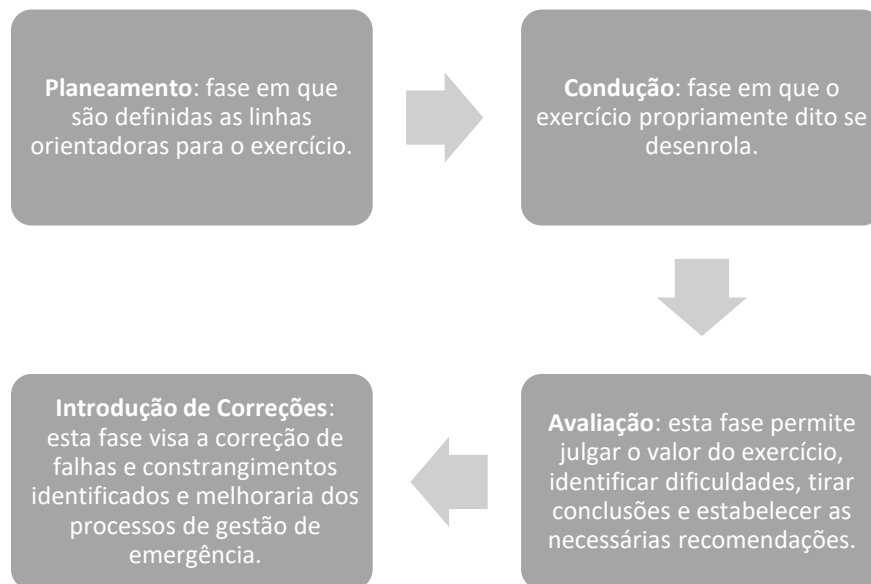 Planeamento: fase em que
são definidas as linhas
orientadoras para o exercício.
Condução: fase em que o
exercício propriamente dito se
desenrola.
Avaliação: esta fase permite
julgar o valor do exercício,
identificar dificuldades, tirar
conclusões e estabelecer as
necessárias recomendações.
Introdução de Correções:
esta fase visa a correção de
falhas e constrangimentos
identificados e melhoraria dos
processos de gestão de
emergência.